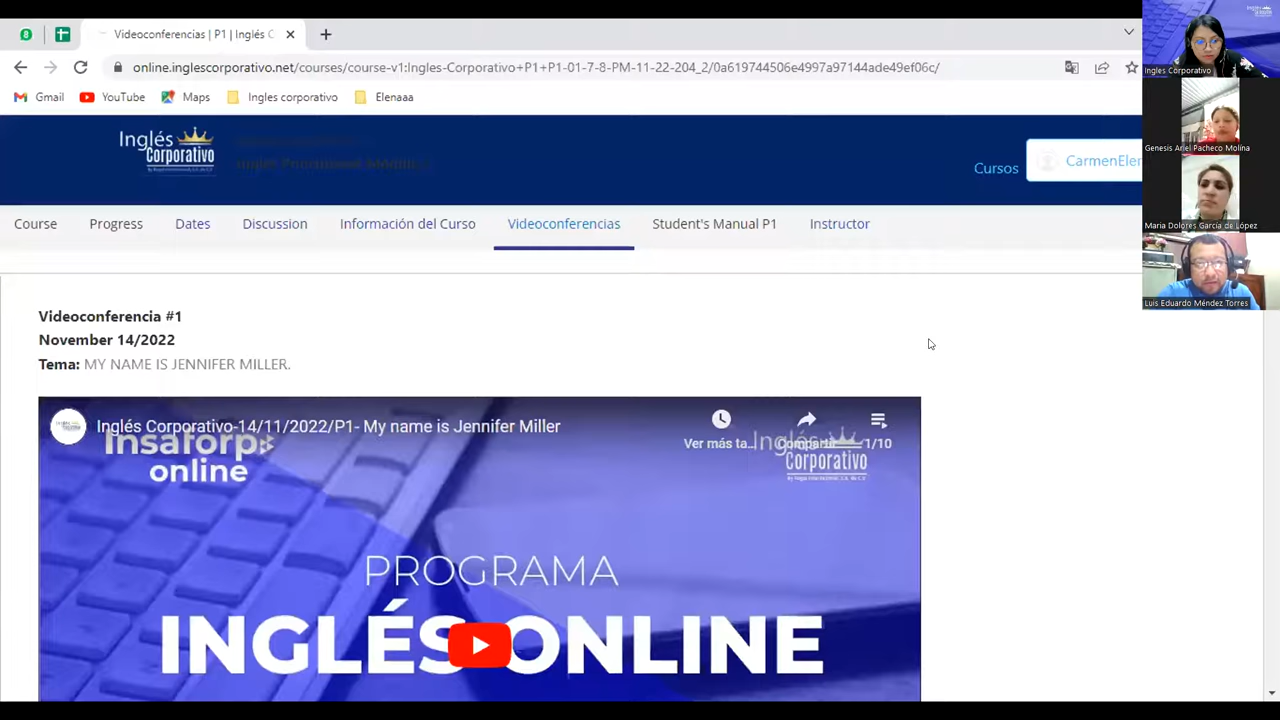 Videoconferencias | P1 | Inglés C
online.inglescorporativo.net/courses/course-v1:Ingles-Corporativo+P1+P1-01-7-8-PM-11-22-204_2/0a619744506e4997a97144ade49ef06c/
Gmail
YouTube
Maps
Ingles corporativo
Elenaaa
Inglés
Corporativo
Cursos
CarmenElen
Course
Progress
Dates
Discussion
Información del Curso
Videoconferencias
Student's Manual P1
Instructor
Videoconferencia #1
November 14/2022
Tema: MY NAME IS JENNIFER MILLER.
Inglés Corporativo-14/11/2022/P1- My name is Jennifer Miller
Ver más ta...
Compartir
1/10
Insaforp
online
Inglés
Corporativo
PROGRAMA
INGLÉS ONLINE
Ingles Corporativo
Genesis Ariel Pacheco Molína
Maria Dolores García de López
Luis Eduardo Méndez Torres